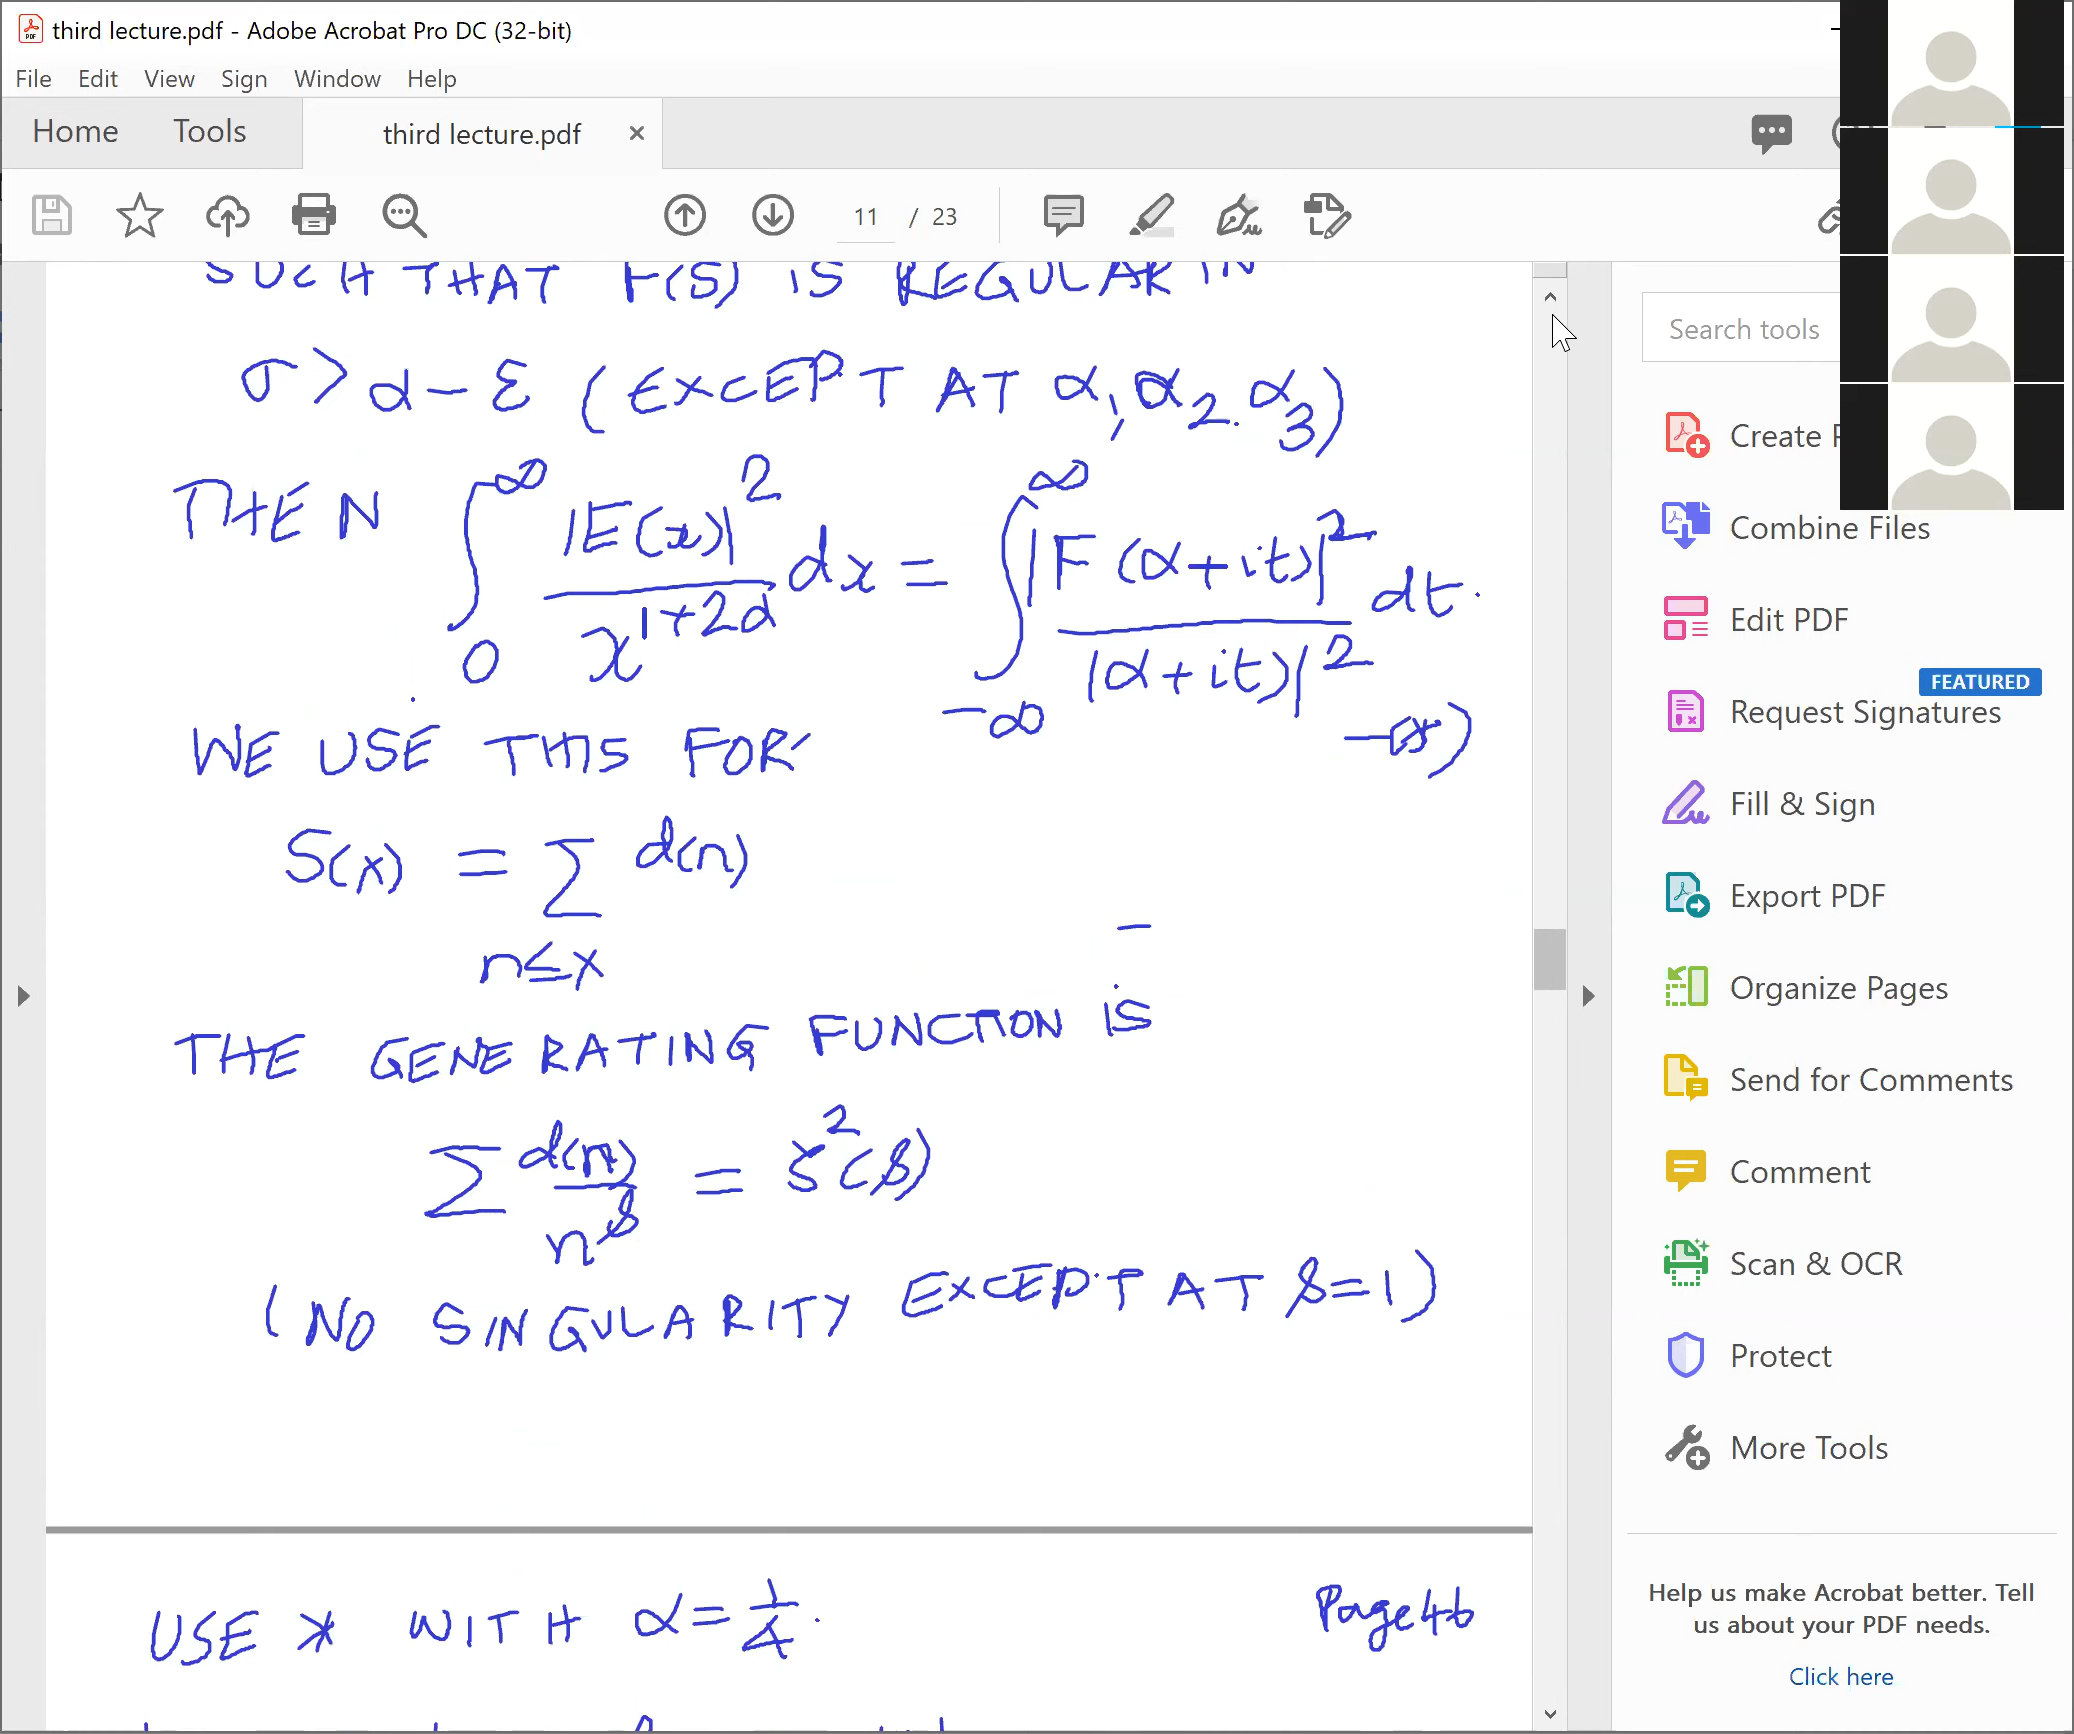 third lecture.pdf - Adobe Acrobat Pro DC (32-bit)
File Edit View Sign Window Help
Home Tools third lecture.pdf ×
11 / 23
SUCH THAT F(S) IS REGULAR IN
σ > α - ε (EXCEPT AT α₁, α₂. α₃)
THEN ∫₀^∞ |E(x)|² / x^{1+2α} dx = ∫_{-∞}^∞ |F(α+it)|² / |α+it)|² dt.
—(*)
WE USE THIS FOR
S(x) = Σ_{n≤x} d(n)
THE GENERATING FUNCTION IS
Σ d(n)/n^s = ζ²(s)
(NO SINGULARITY EXCEPT AT s=1)
USE * WITH α = 1/4. Page 4b
Search tools
Create
Combine Files
Edit PDF
FEATURED
Request Signatures
Fill & Sign
Export PDF
Organize Pages
Send for Comments
Comment
Scan & OCR
Protect
More Tools
Help us make Acrobat better. Tell
us about your PDF needs.
Click here